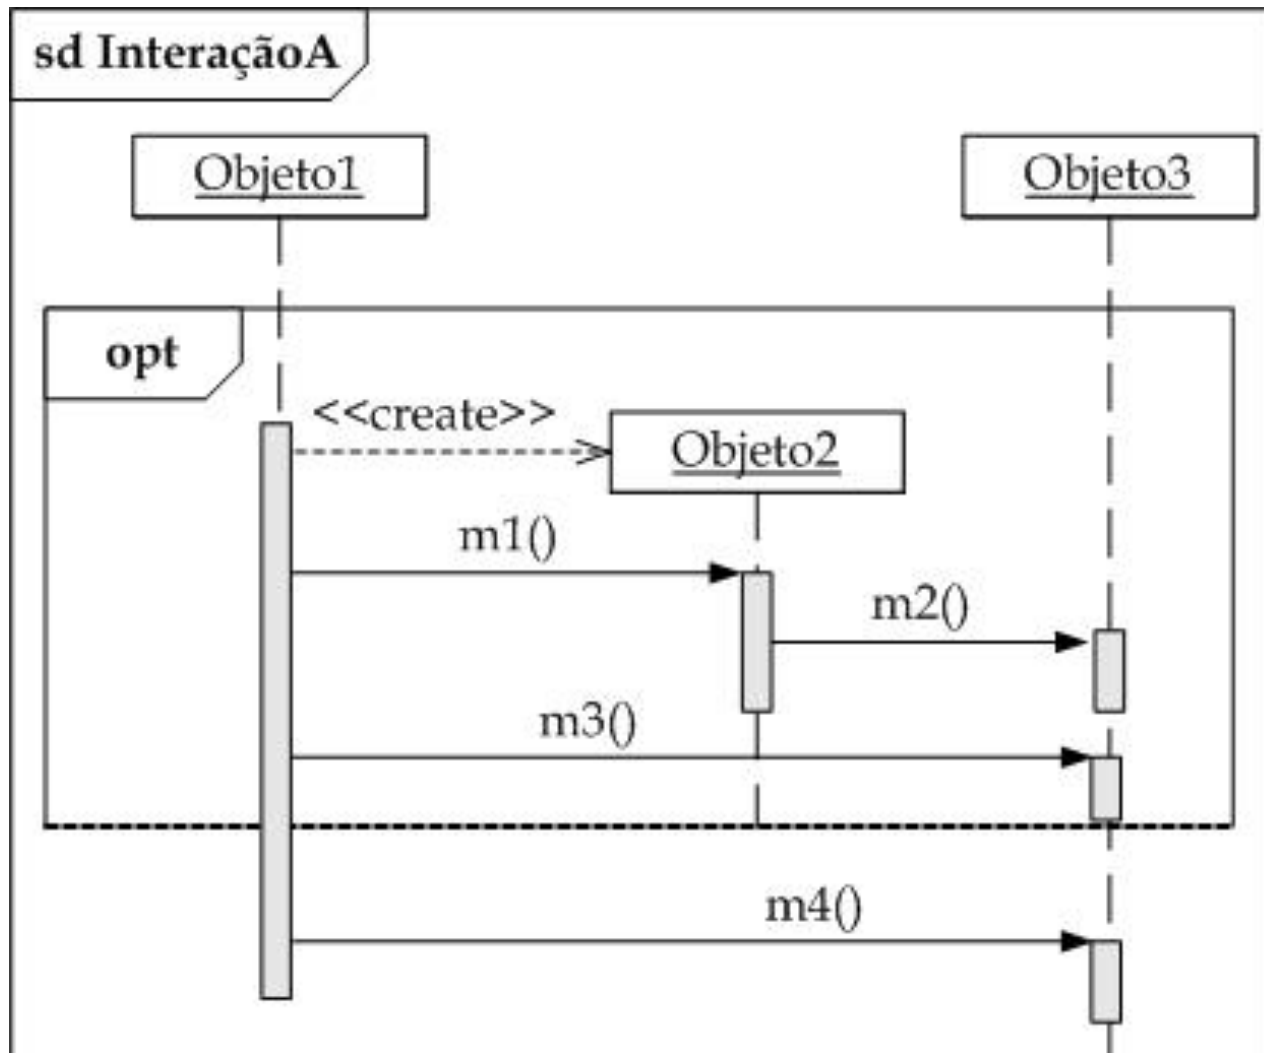 sd InteraçãoA
Objeto1
Objeto3
opt
<<create>>
Objeto2
m1()
m2()
m3()
m4()